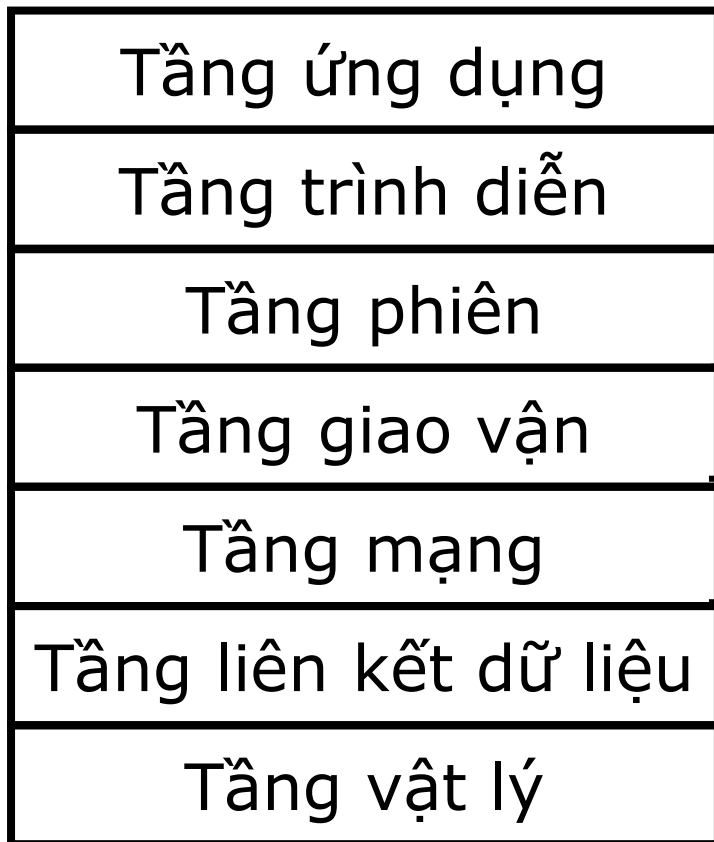 Tầng ứng dụng
Tầng trình diễn
Tầng phiên
Tầng giao vận
Tầng mạng
Tầng liên kết dữ liệu
Tầng vật lý